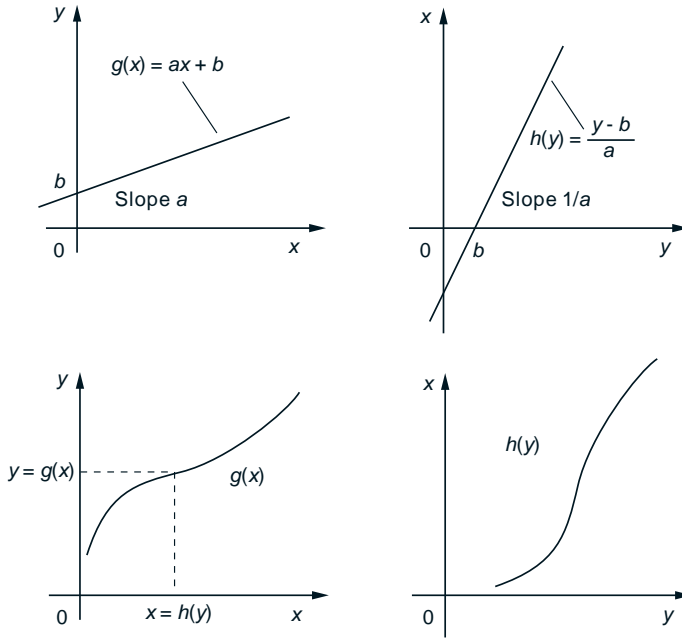 y
g(x) = ax + b
b
Slope a
0
x
x
h(y) = y - b
a
Slope 1/a
0
b
y
y
y = g(x)
g(x)
0
x = h(y)
x
x
h(y)
0
y